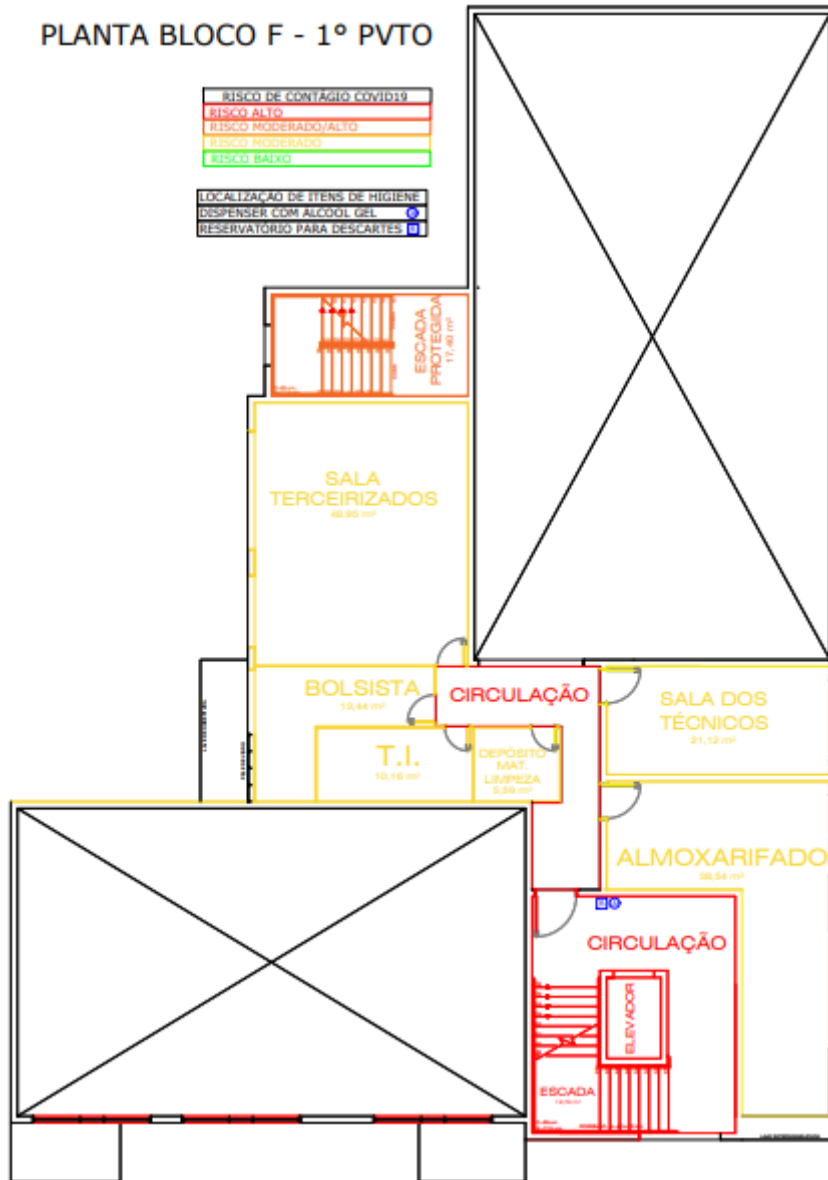 PLANTA BLOCO F - 1° PVTO
RISCO DE CONTÁGIO COVID19
RISCO ALTO
RISCO MODERADO/ALTO
RISCO MODERADO
RISCO BAIXO
LOCALIZAÇÃO DE ITENS DE HIGIENE
DISPENSER COM ALCOOL GEL
RESERVATÓRIO PARA DESCARTES
ESCADA
PROTEGIDA
17,40 m²
SALA
TERCEIRIZADOS
BOLSISTA
13,44 m²
CIRCULAÇÃO
SALA DOS
TÉCNICOS
21,12 m²
T.I.
10,16 m²
DEPÓSITO
MAT.
LIMPEZA
5,59 m²
ALMOXARIFADO
CIRCULAÇÃO
ELEVADOR
ESCADA